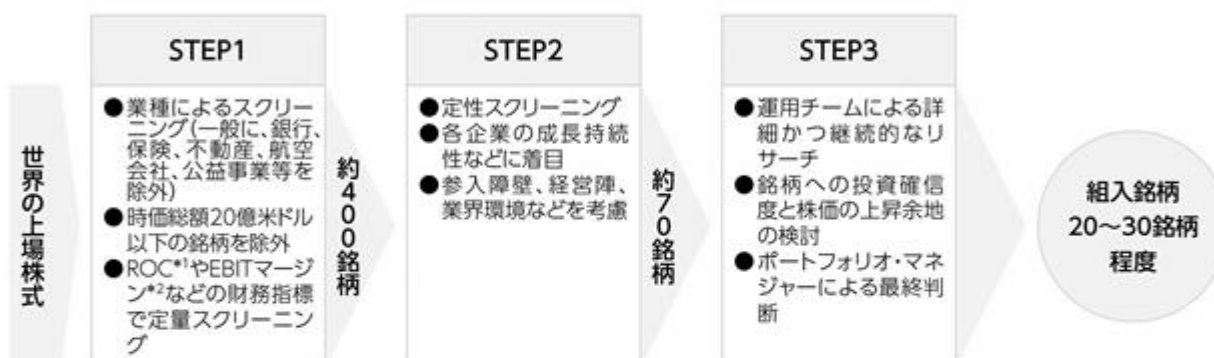 世界の上場株式
STEP1
●業種によるスクリー
ニング(一般に、銀行、
保険、不動産、航空
会社、公益事業等を
除外)
●時価総額20億米ドル
以下の銘柄を除外
●ROC*1やEBITマージ
ン*2などの財務指標
で定量スクリーニン
グ
約400銘柄
STEP2
●定性スクリーニング
●各企業の成長持続
性などに着目
●参入障壁、経営陣、
業界環境などを考慮
約70銘柄
STEP3
●運用チームによる詳
細かつ継続的なリ
サーチ
●銘柄への投資確信
度と株価の上昇余地
の検討
●ポートフォリオ・マネ
ジャーによる最終判
断
組入銘柄
20〜30銘柄
程度